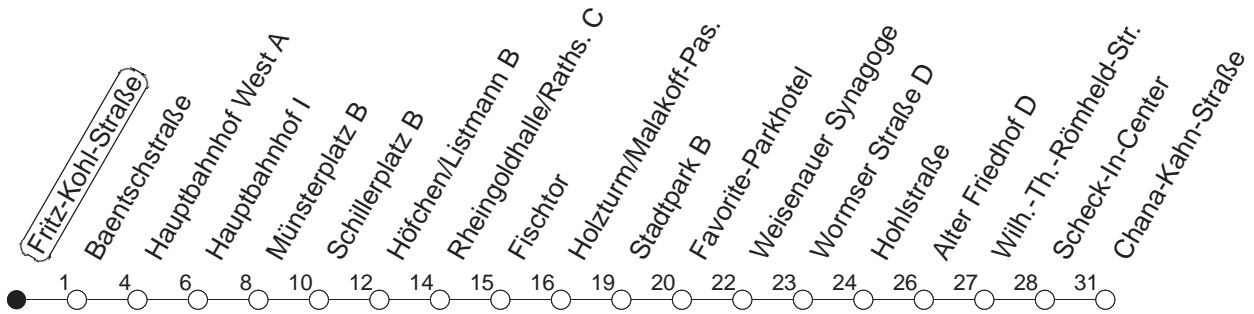 Fritz-Kohl-Straße
Baentschstraße
Hauptbahnhof West A
Hauptbahnhof I
Münsterplatz B
Schillerplatz B
Höfchen/Listmann B
Rheingoldhalle/Raths. C
Fischtor
Holzturm/Malakoff-Pas.
Stadtpark B
Favorite-Parkhotel
Weisenauer Synagoge
Wormser Straße D
Hohlstraße
Alter Friedhof D
Wilh.-Th.-Römheld-Str.
Scheck-In-Center
Chana-Kahn-Straße
1 4 6 8 10 12 14 15 16 19 20 22 23 24 26 27 28 31